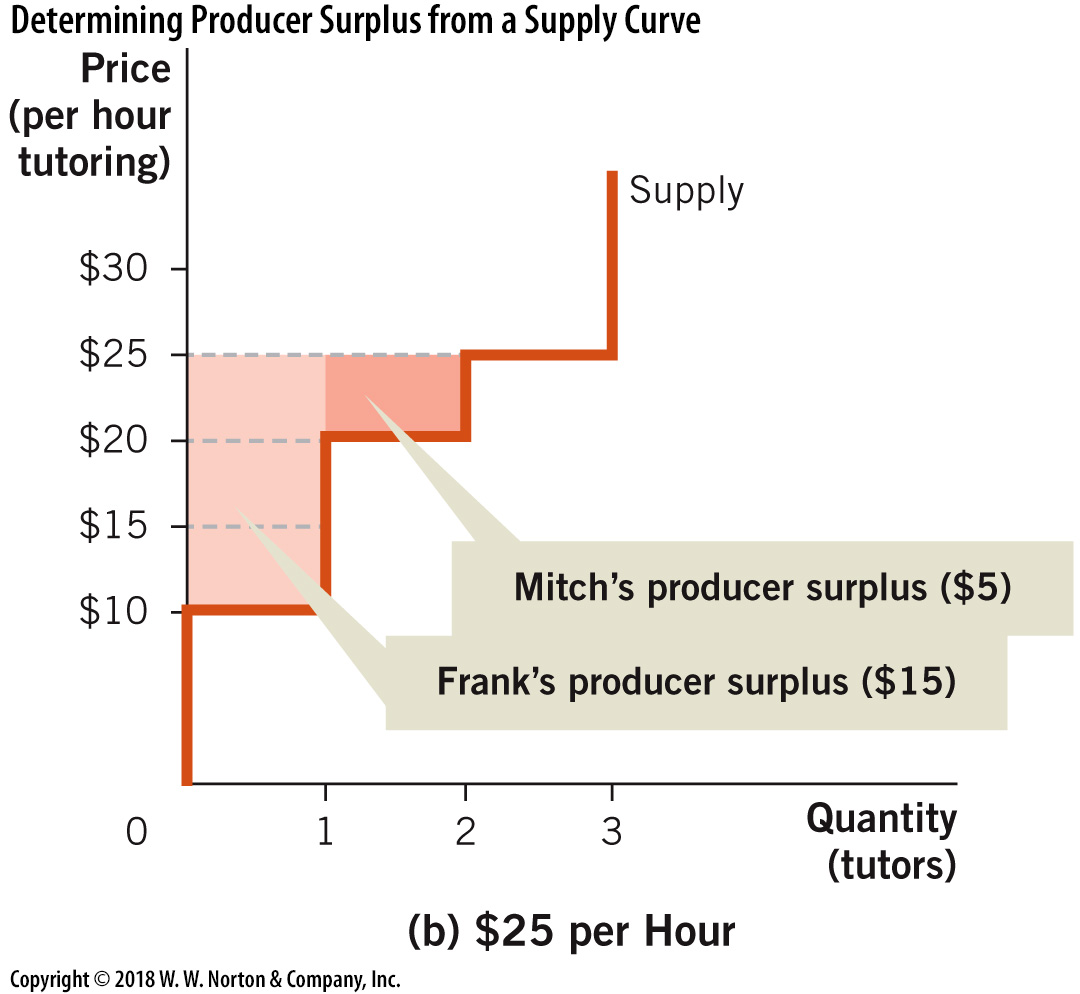 Determining Producer Surplus from a Supply Curve
Price
(per hour
tutoring)
Supply
$30
$25
$20
$15
$10
Mitch’s producer surplus ($5)
Frank’s producer surplus ($15)
0
1
2
3
Quantity
(tutors)
(b) $25 per Hour
Copyright © 2018 W. W. Norton & Company, Inc.